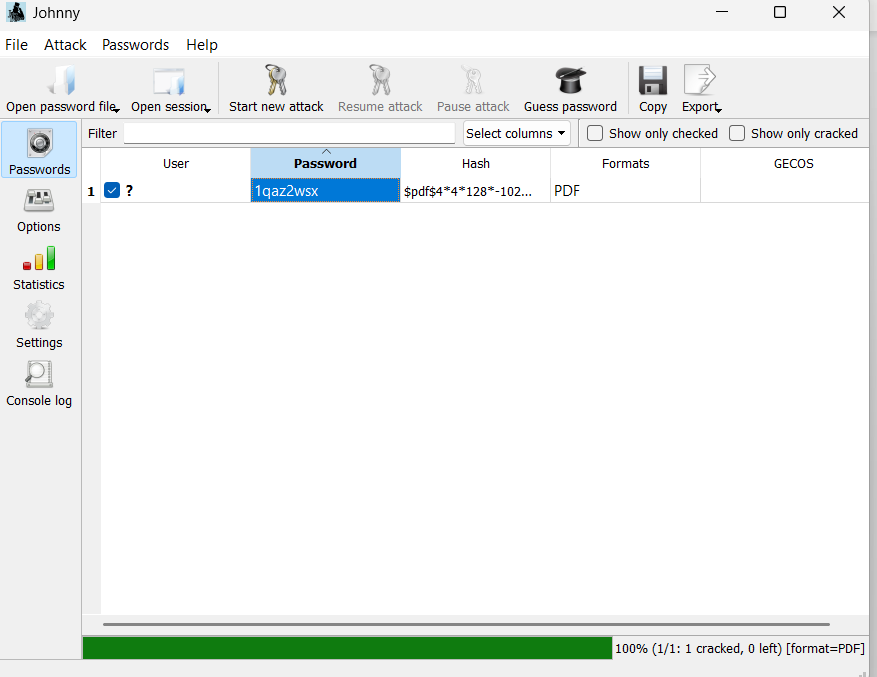 Johnny
File Attack Passwords Help
Open password file Open session Start new attack Resume attack Pause attack Guess password Copy Export
Filter Select columns Show only checked Show only cracked
Passwords
Options
Statistics
Settings
Console log
User Password Hash Formats GECOS
1 ? 1qaz2wsx $pdf$4*4*128*-102... PDF
100% (1/1: 1 cracked, 0 left) [format=PDF]